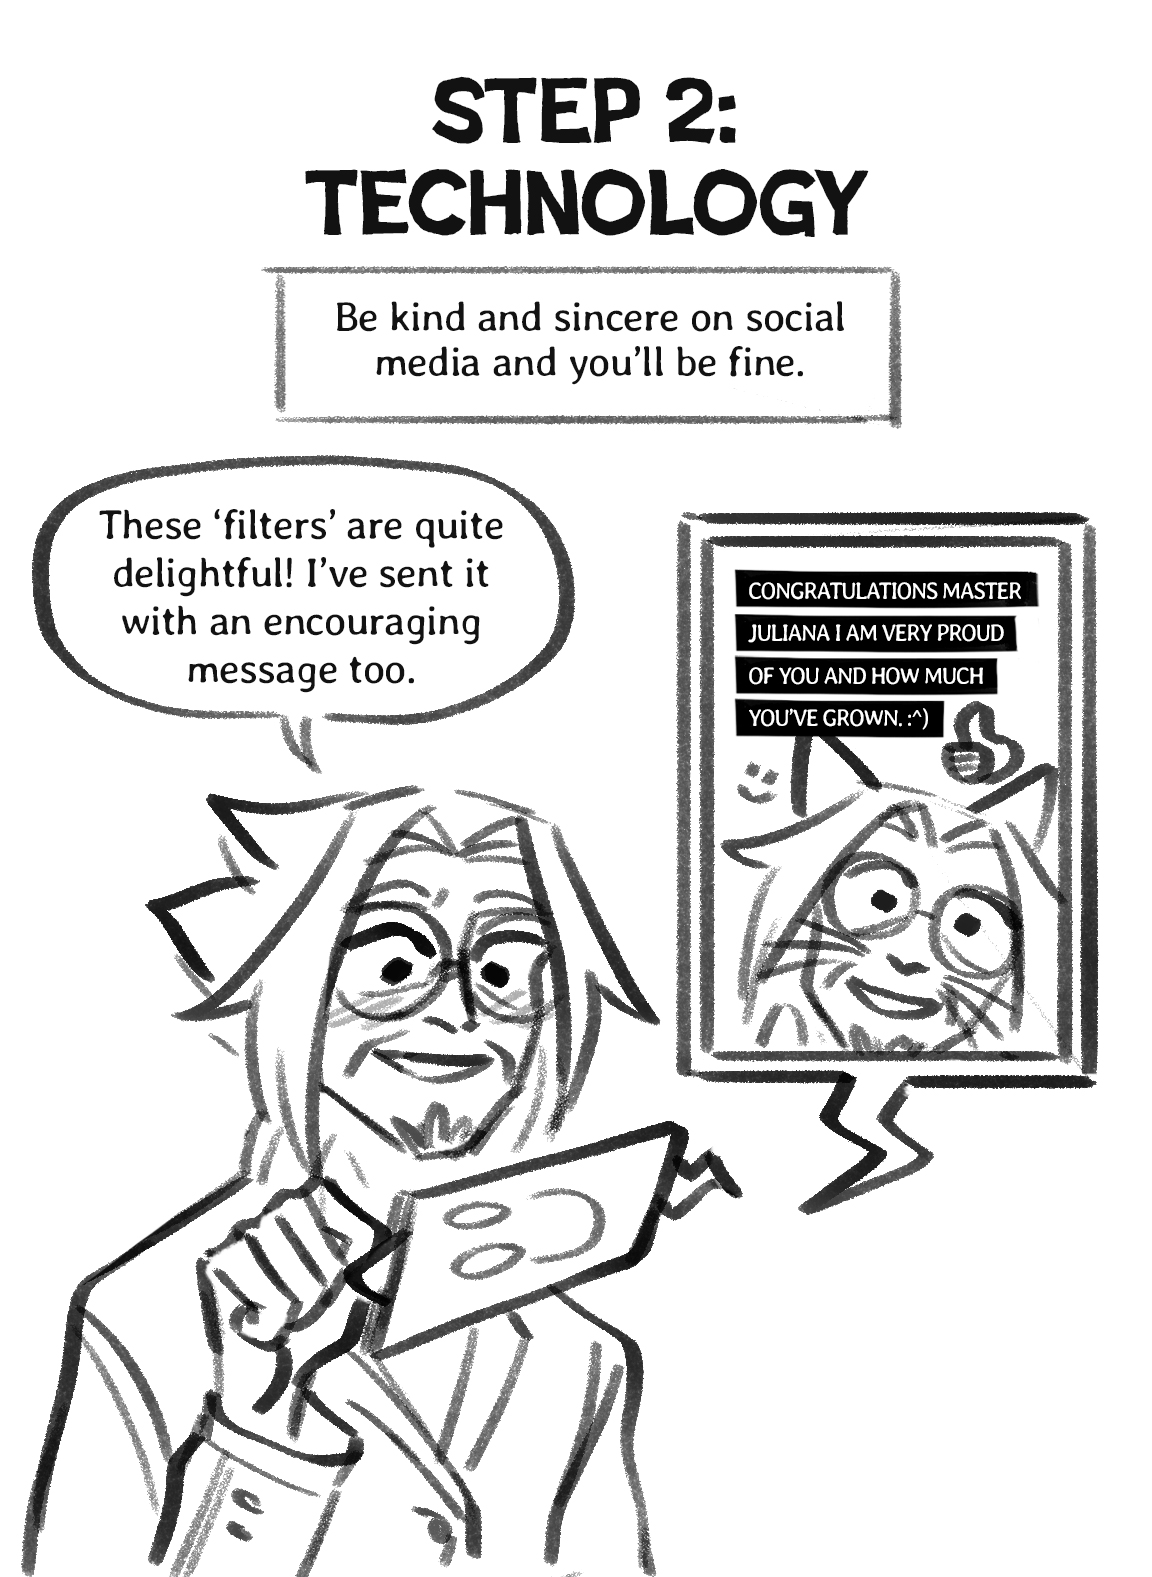 STEP 2:
TECHNOLOGY
Be kind and sincere on social
media and you’ll be fine.
These ‘filters’ are quite
delightful! I’ve sent it
with an encouraging
message too.
CONGRATULATIONS MASTER
JULIANA I AM VERY PROUD
OF YOU AND HOW MUCH
YOU’VE GROWN. :^)